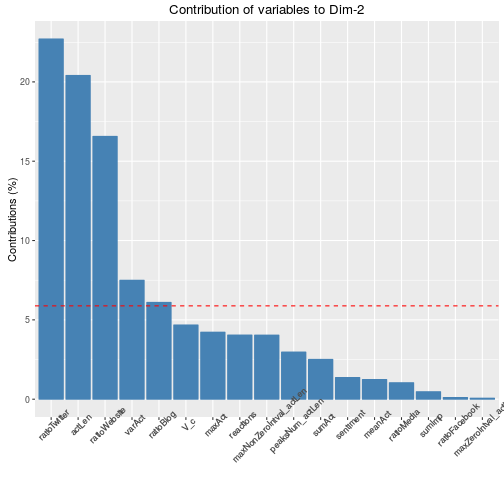 Contribution of variables to Dim-2
Contributions (%)
20
15
10
5
0
ratioTwitter
actLen
ratioWebsite
varAct
ratioBlog
V_c
maxAct
reactions
maxNonZeroIntval_actLen
peaksNum_actLen
sumAct
sentiment
meanAct
ratioMedia
sumImp
ratioFacebook
maxZeroIntval_act